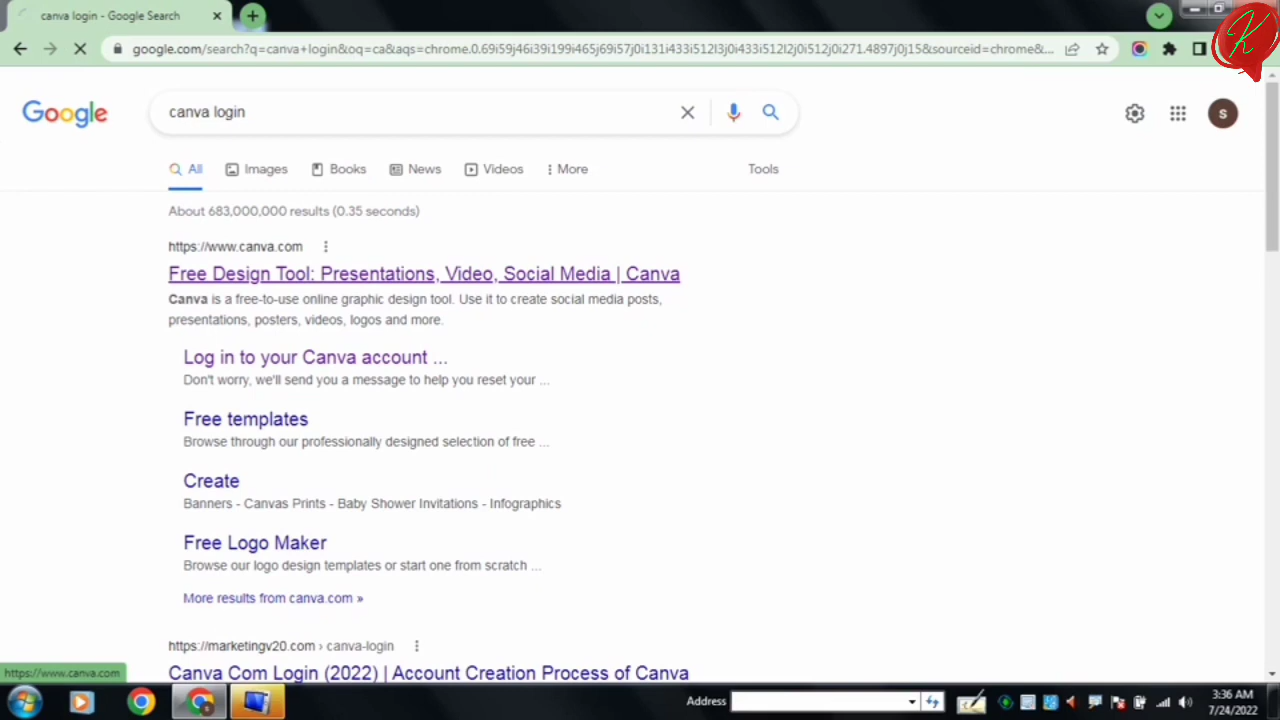 canva login - Google Search
google.com/search?q=canva+login&oq=ca&aqs=chrome.0.69i59j46i39i199i465j69i57j0i131i433i512l3j0i433i512l2j0i512j0i271.4897j0j15&sourceid=chrome&...
K
Google
canva login
S
All
Images
Books
News
Videos
More
Tools
About 683,000,000 results (0.35 seconds)
https://www.canva.com
Free Design Tool: Presentations, Video, Social Media | Canva
Canva is a free-to-use online graphic design tool. Use it to create social media posts,
presentations, posters, videos, logos and more.
Log in to your Canva account ...
Don't worry, we'll send you a message to help you reset your ...
Free templates
Browse through our professionally designed selection of free ...
Create
Banners - Canvas Prints - Baby Shower Invitations - Infographics
Free Logo Maker
Browse our logo design templates or start one from scratch ...
More results from canva.com »
https://marketingv20.com › canva-login
Canva Com Login (2022) | Account Creation Process of Canva
https://www.canva.com
Address
3:36 AM
7/24/2022